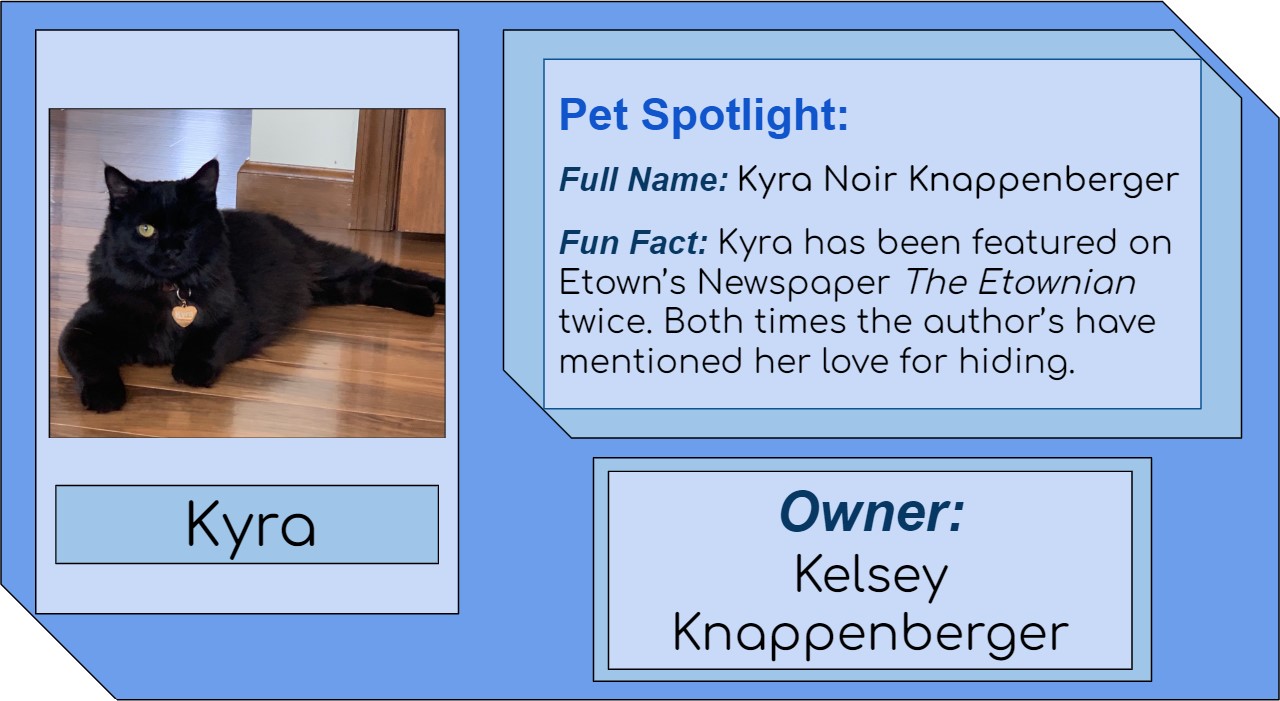 Kyra
Pet Spotlight:
Full Name: Kyra Noir Knappenberger
Fun Fact: Kyra has been featured on
Etown's Newspaper The Etownian
twice. Both times the author's have
mentioned her love for hiding.
Owner:
Kelsey
Knappenberger